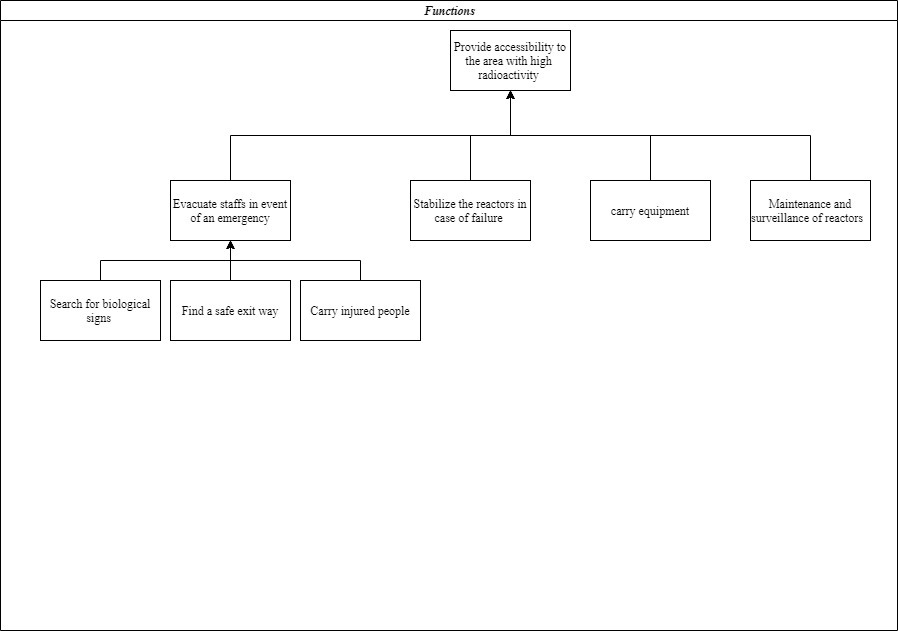 Functions
Provide accessibility to
the area with high
radioactivity
Evacuate staffs in event
of an emergency
Stabilize the reactors in
case of failure
carry equipment
Maintenance and
surveillance of reactors
Search for biological
signs
Find a safe exit way
Carry injured people